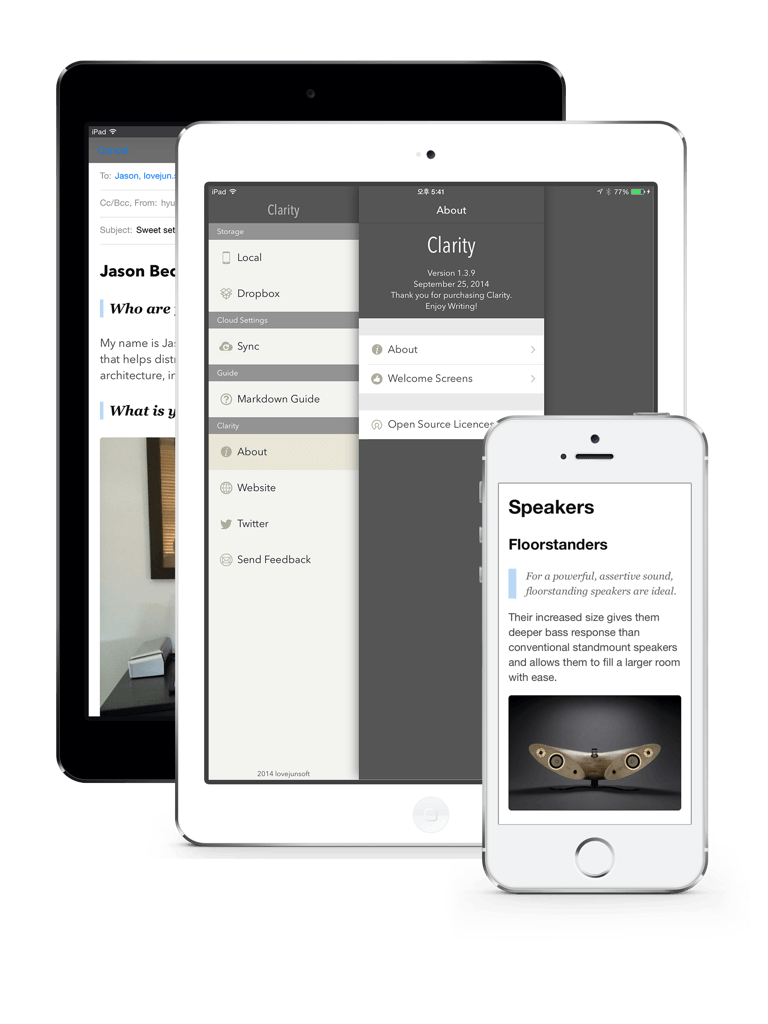 iPad
Cancel
To: Jason, lovejun.s
Cc/Bcc, From: hyu
Subject: Sweet set
Jason Bec
Who are
My name is Ja
that helps dist
architecture, in
What is y
iPad 오후 5:41 77%
Clarity
Storage
Local
Dropbox
Cloud Settings
Sync
Guide
Markdown Guide
Clarity
About
Website
Twitter
Send Feedback
2014 lovejunsoft
About
Clarity
Version 1.3.9
September 25, 2014
Thank you for purchasing Clarity.
Enjoy Writing!
About
Welcome Screens
Open Source Licences
Speakers
Floorstanders
For a powerful, assertive sound,
floorstanding speakers are ideal.
Their increased size gives them
deeper bass response than
conventional standmount speakers
and allows them to fill a larger room
with ease.